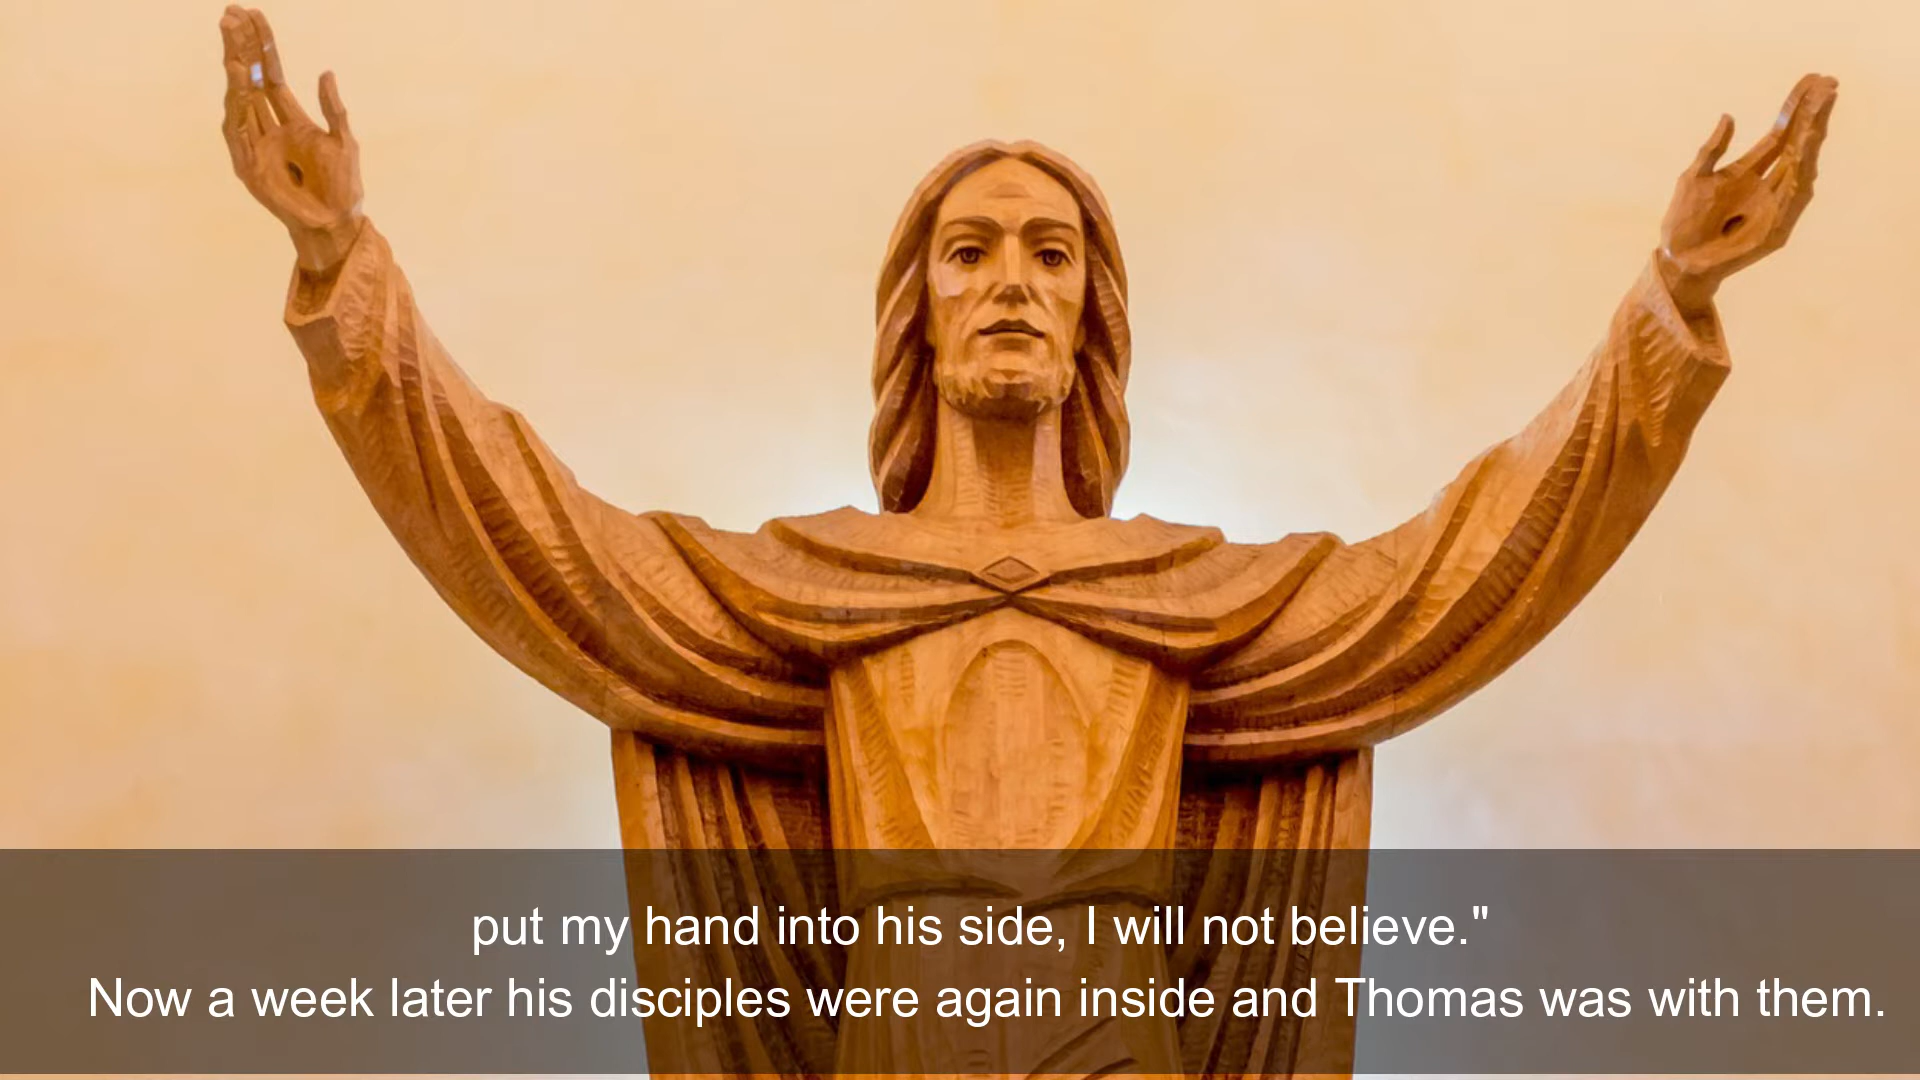 put my hand into his side, I will not believe."
Now a week later his disciples were again inside and Thomas was with them.